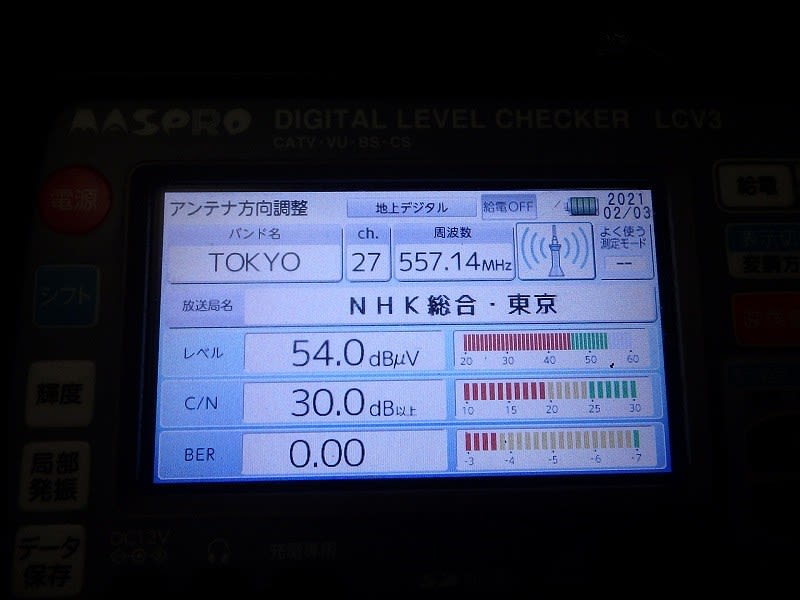 MASPRO DIGITAL LEVEL CHECKER LCV3
CATV・VU・BS・CS
電源
給電
シフト
輝度
局部
発振
データ
保存
DC13V
アンテナ方向調整 地上デジタル 給電OFF 2021
02/03
バンド名 ch. 周波数 よく使う
測定モード
TOKYO 27 557.14MHz --
放送局名 NHK総合・東京
レベル 54.0 dBμV
20 30 40 50 60
C/N 30.0 dB以上
10 15 20 25 30
BER 0.00
-3 -4 -5 -6 -7